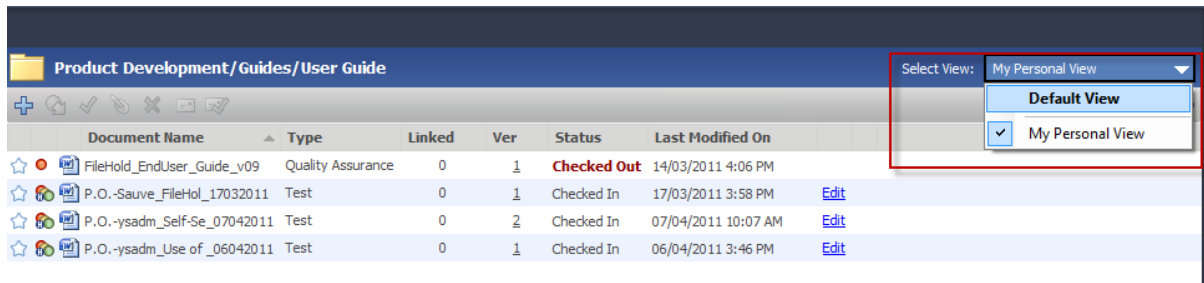 Product Development/Guides/User Guide Select View: My Personal View
Default View
My Personal View
Document Name Type Linked Ver Status Last Modified On
FileHold_EndUser_Guide_v09 Quality Assurance 0 1 Checked Out 14/03/2011 4:06 PM
P.O.-Sauve_FileHol_17032011 Test 0 1 Checked In 17/03/2011 3:58 PM Edit
P.O.-ysadm_Self-Se_07042011 Test 0 2 Checked In 07/04/2011 10:07 AM Edit
P.O.-ysadm_Use of _06042011 Test 0 1 Checked In 06/04/2011 3:46 PM Edit